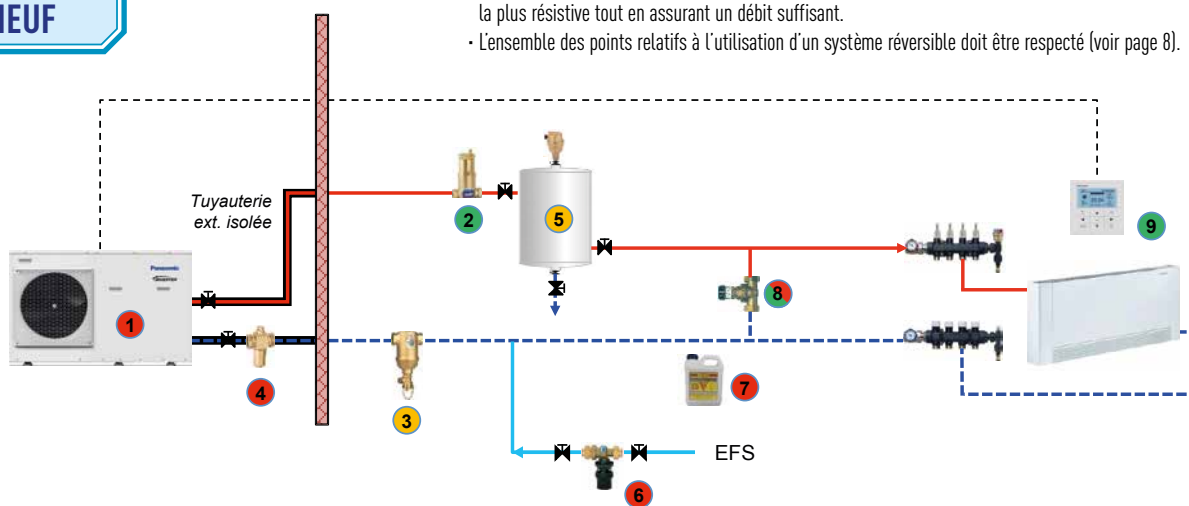 NEUF
la plus résistive tout en assurant un débit suffisant.
• L'ensemble des points relatifs à l'utilisation d'un système réversible doit être respecté (voir page 8).
Tuyauterie
ext. isolée
Panasonic
1
2
3
4
5
6
7
8
9
EFS